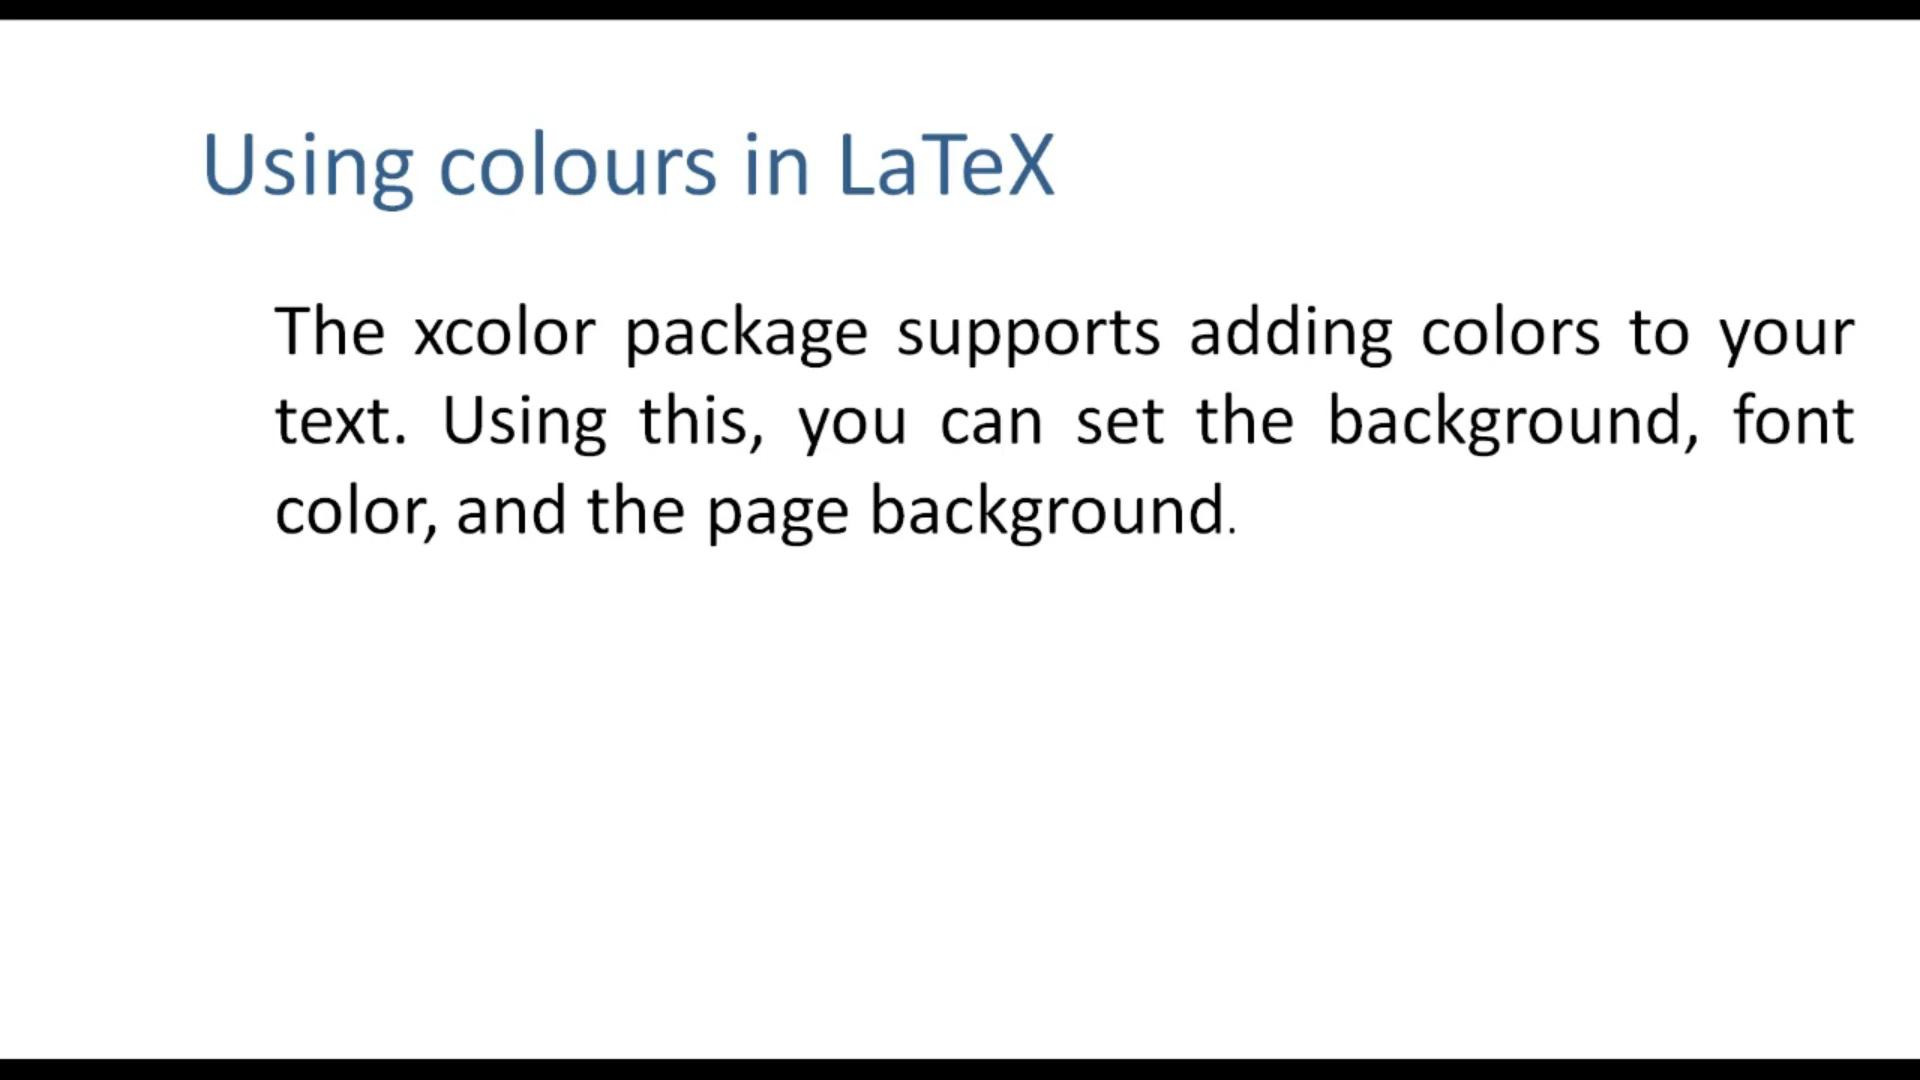 Using colours in LaTeX
The xcolor package supports adding colors to your
text. Using this, you can set the background, font
color, and the page background.